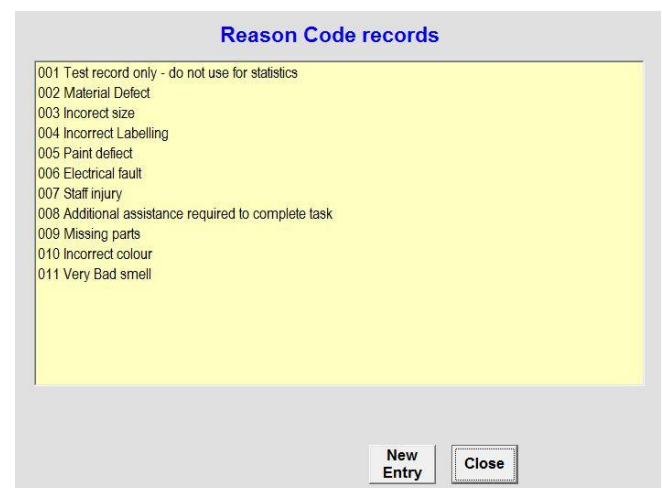 Reason Code records
001 Test record only - do not use for statistics
002 Material Defect
003 Incorect size
004 Incorrect Labelling
005 Paint defiect
006 Electrical fault
007 Staff injury
008 Additional assistance required to complete task
009 Missing parts
010 Incorrect colour
011 Very Bad smell
New
Entry
Close